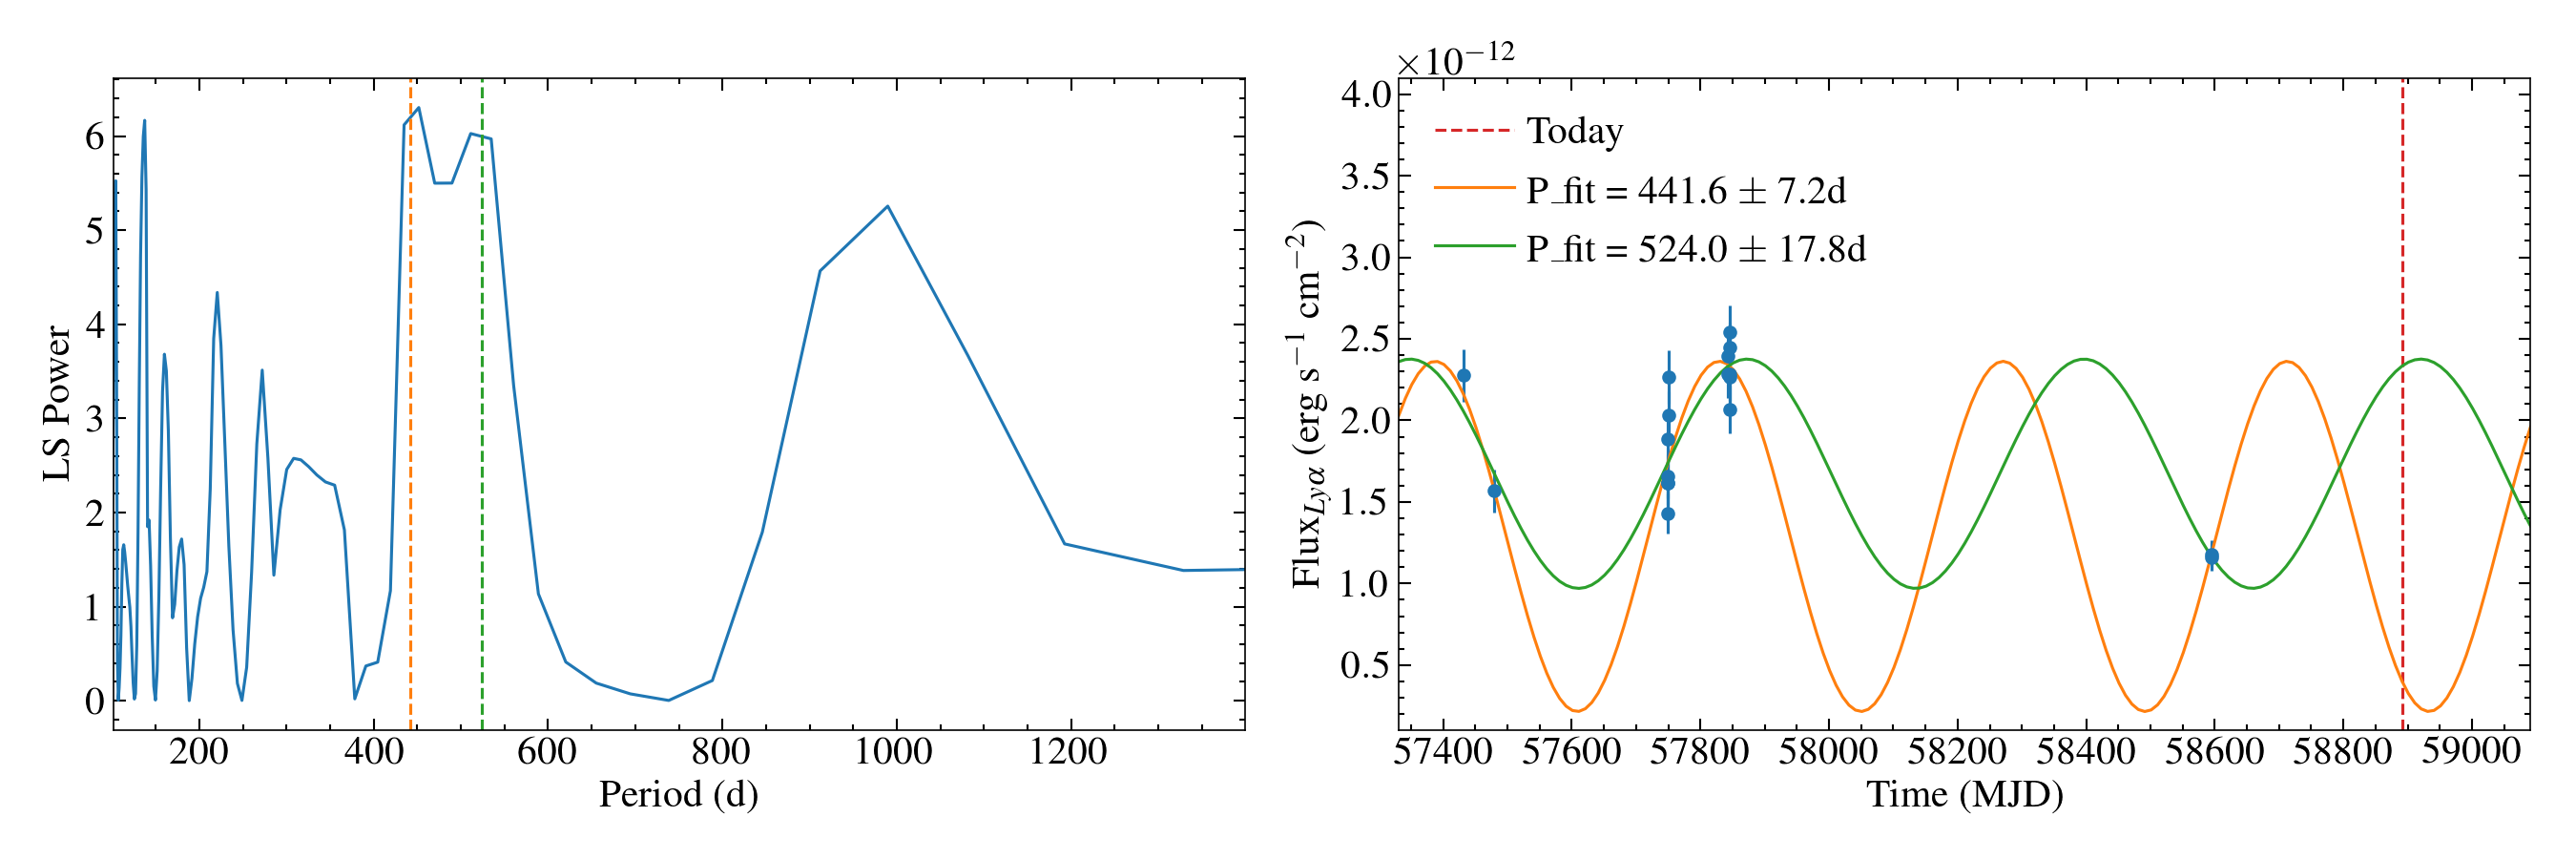 LS Power
6
5
4
3
2
1
0
200 400 600 800 1000 1200
Period (d)
×10⁻¹²
Flux_{Lyα} (erg s⁻¹ cm⁻²)
4.0
3.5
3.0
2.5
2.0
1.5
1.0
0.5
Today
P_fit = 441.6 ± 7.2d
P_fit = 524.0 ± 17.8d
57400 57600 57800 58000 58200 58400 58600 58800 59000
Time (MJD)